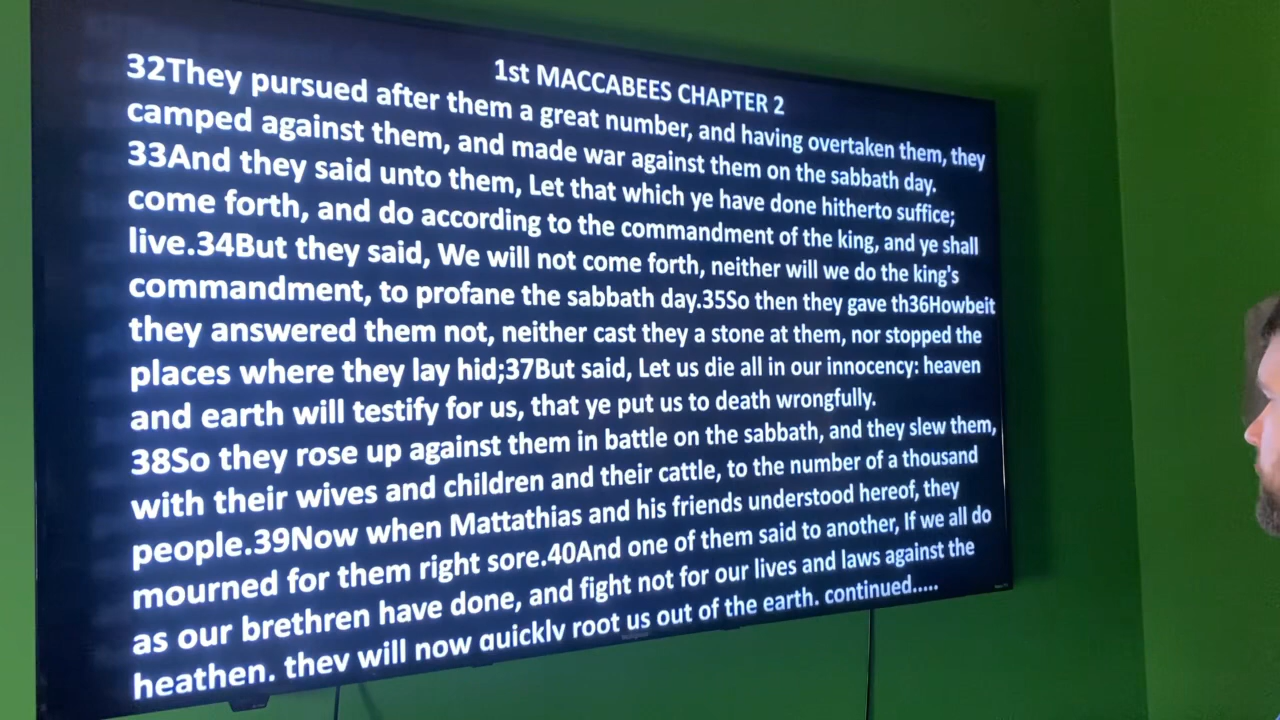 1st MACCABEES CHAPTER 2
32They pursued after them a great number, and having overtaken them, they
camped against them, and made war against them on the sabbath day.
33And they said unto them, Let that which ye have done hitherto suffice;
come forth, and do according to the commandment of the king, and ye shall
live.34But they said, We will not come forth, neither will we do the king's
commandment, to profane the sabbath day.35So then they gave th36Howbeit
they answered them not, neither cast they a stone at them, nor stopped the
places where they lay hid;37But said, Let us die all in our innocency: heaven
and earth will testify for us, that ye put us to death wrongfully.
38So they rose up against them in battle on the sabbath, and they slew them,
with their wives and children and their cattle, to the number of a thousand
people.39Now when Mattathias and his friends understood hereof, they
mourned for them right sore.40And one of them said to another, If we all do
as our brethren have done, and fight not for our lives and laws against the
heathen, they will now quickly root us out of the earth. continued.....